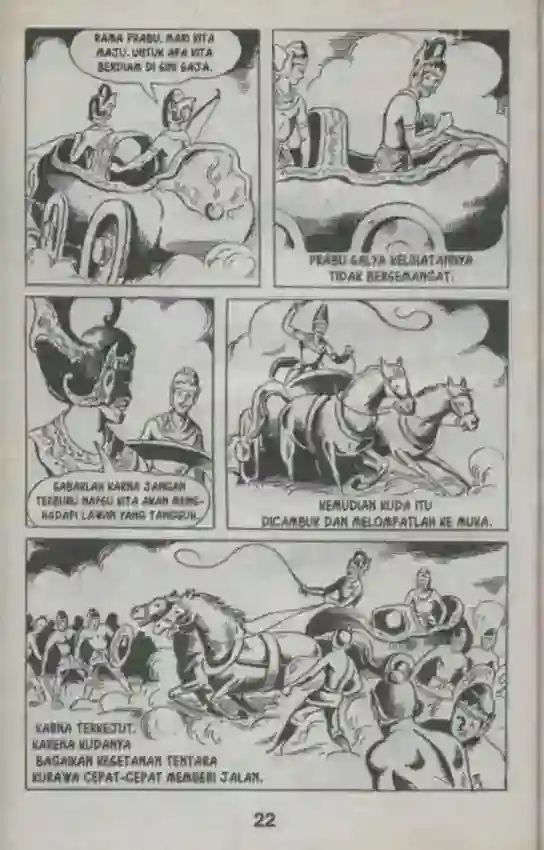 RAMA PRABU, MARI KITA
MAJU. UNTUK APA KITA
BERDIAM DI SINI SAJA.
PRABU SALYA KELIHATANNYA
TIDAK BERSEMANGAT.
SABARLAH KARNA JANGAN
TERBURU NAFSU KITA AKAN MENG-
HADAPI LAWAN YANG TANGGUH.
KEMUDIAN KUDA ITU
DICAMBUK DAN MELOMPATLAH KE MUKA.
KARNA TERKEJUT.
KARENA KUDANYA
BAGAIKAN KESETANAN TENTARA
KURAWA CEPAT-CEPAT MEMBERI JALAN.
22